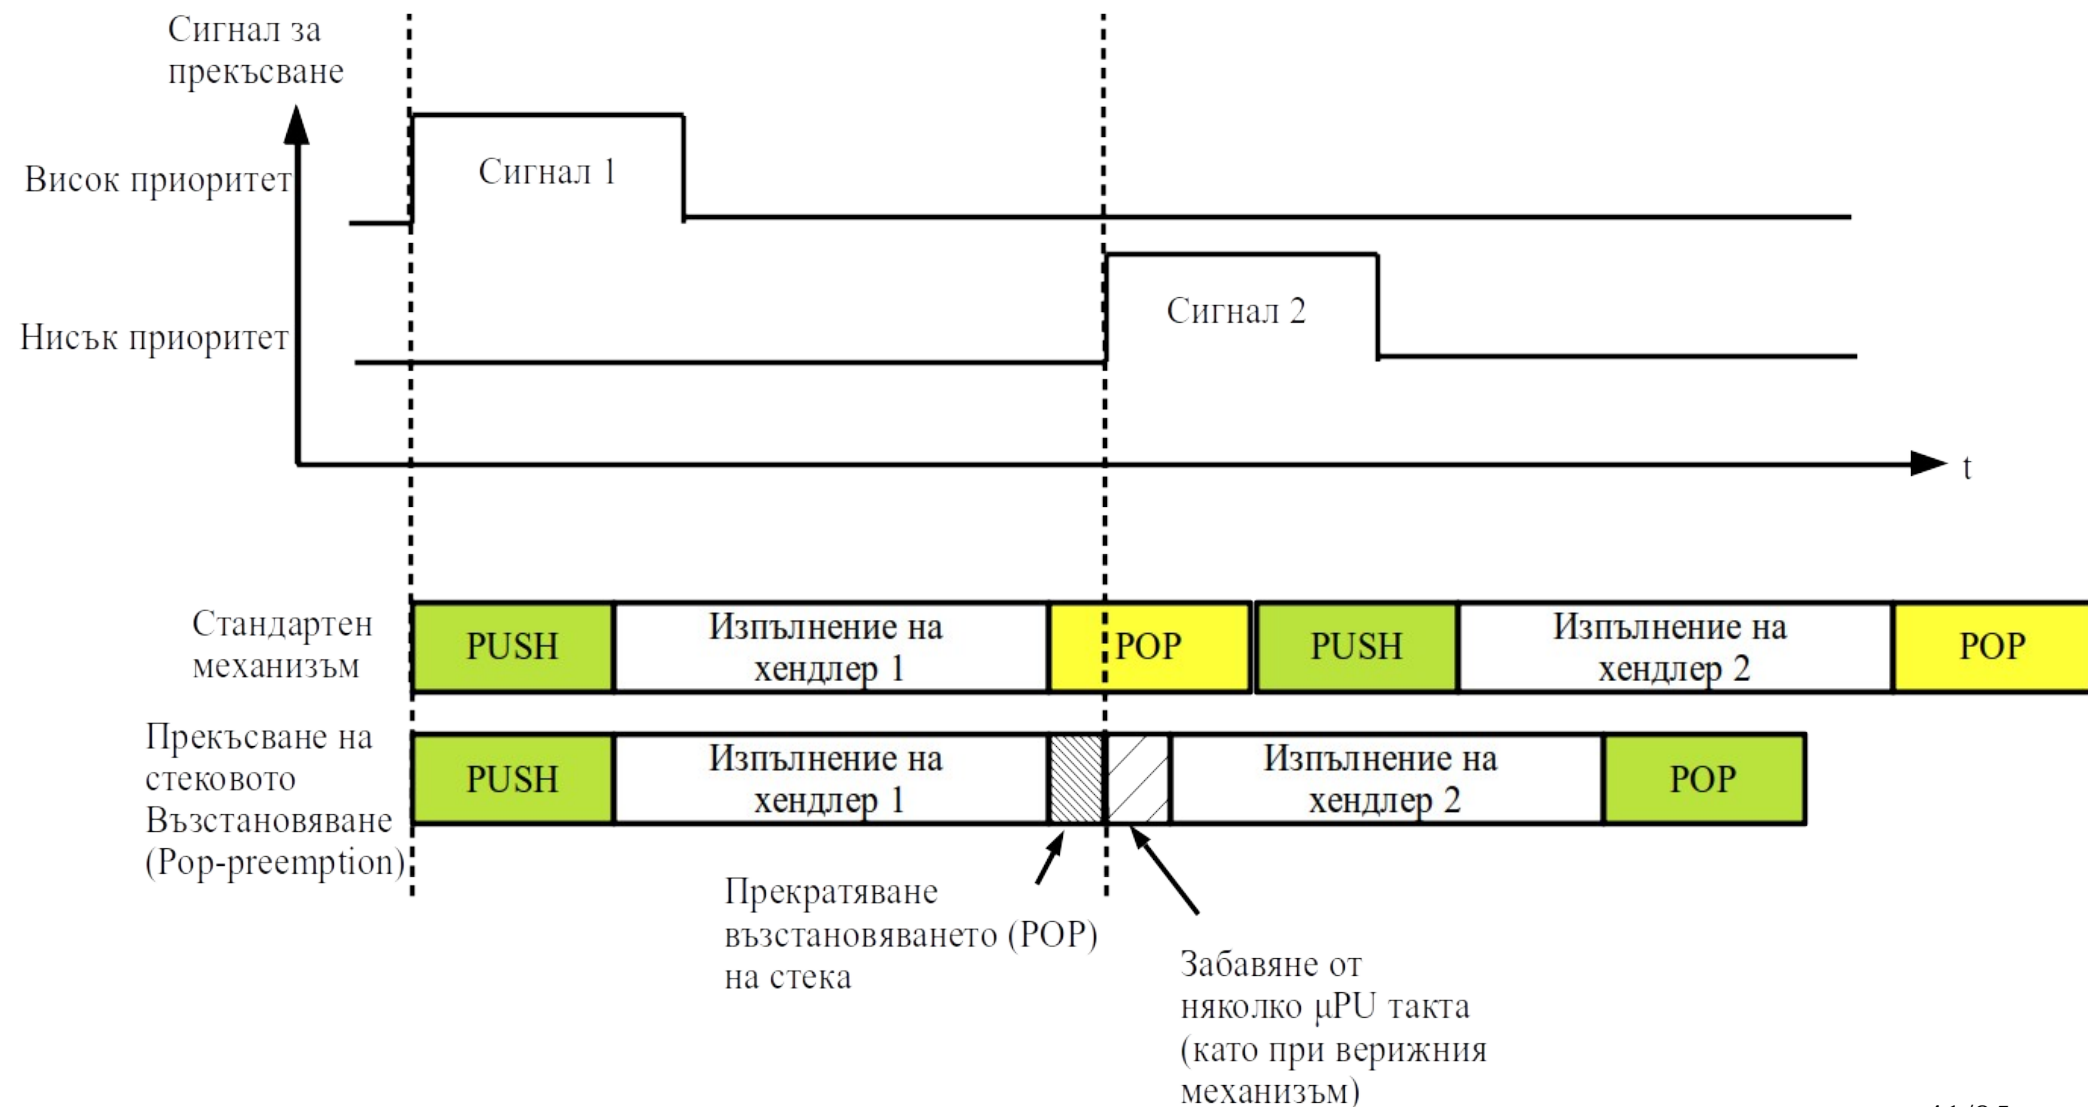 Сигнал за
прекъсване
Висок приоритет
Сигнал 1
Нисък приоритет
Сигнал 2
t
Стандартен
механизъм
PUSH
Изпълнение на
хендлер 1
POP
PUSH
Изпълнение на
хендлер 2
POP
Прекъсване на
стековото
Възстановяване
(Pop-preemption)
PUSH
Изпълнение на
хендлер 1
Изпълнение на
хендлер 2
POP
Прекратяване
възстановяването (POP)
на стека
Забавяне от
няколко µPU такта
(като при верижния
механизъм)